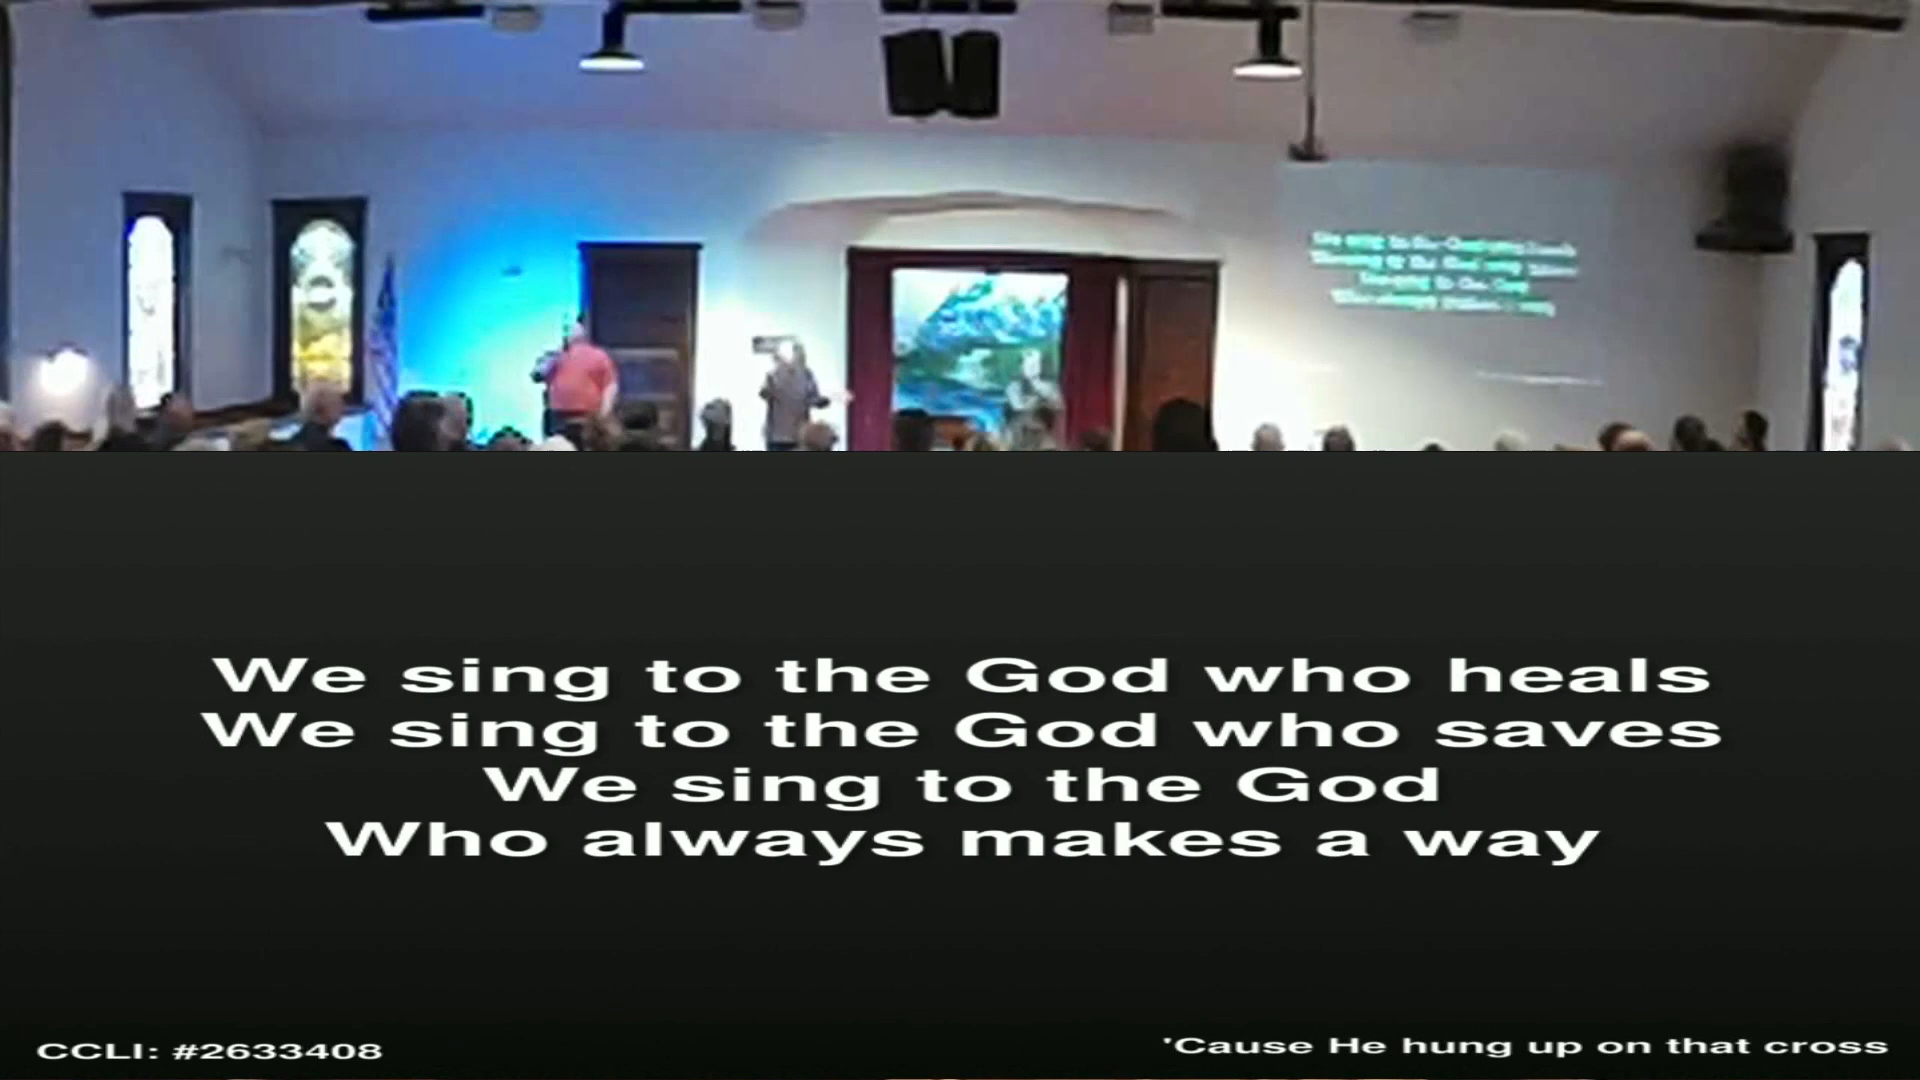 We sing to the God who heals
We sing to the God who saves
We sing to the God
Who always makes a way
CCLI: #2633408
'Cause He hung up on that cross